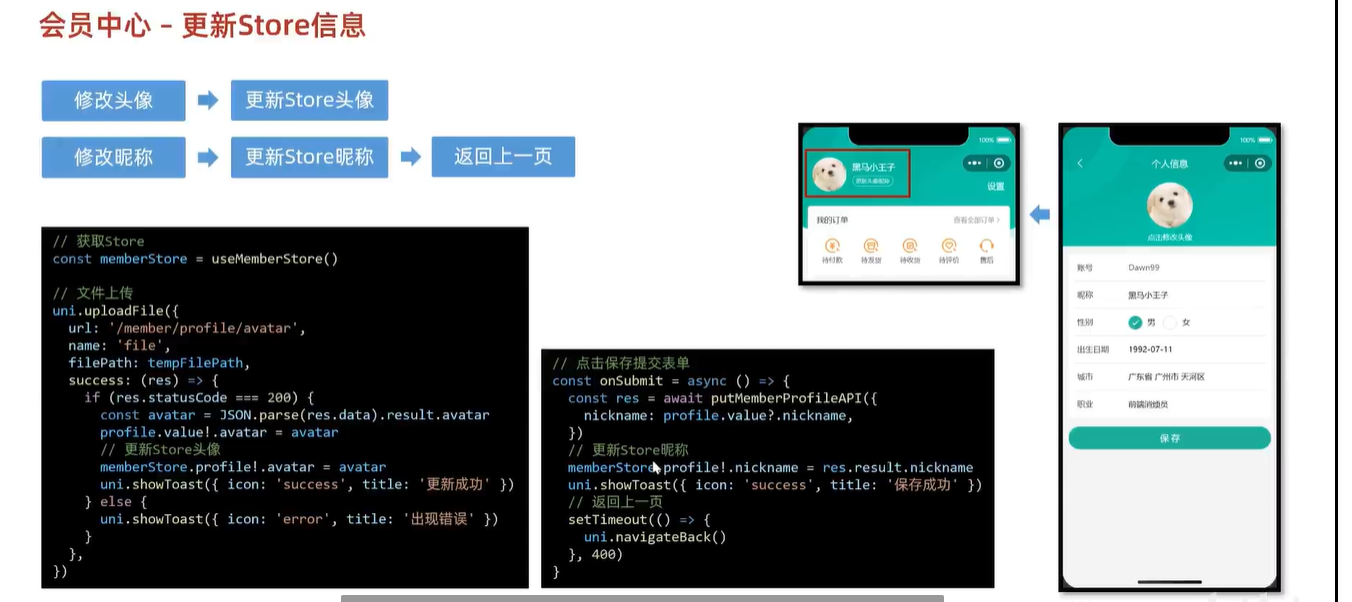 会员中心 – 更新Store信息
修改头像
更新Store头像
修改昵称
更新Store昵称
返回上一页
// 获取Store
const memberStore = useMemberStore()
// 文件上传
uni.uploadFile({
url: '/member/profile/avatar',
name: 'file',
filePath: tempFilePath,
success: (res) => {
if (res.statusCode === 200) {
const avatar = JSON.parse(res.data).result.avatar
profile.value!.avatar = avatar
// 更新Store头像
memberStore.profile!.avatar = avatar
uni.showToast({ icon: 'success', title: '更新成功' })
} else {
uni.showToast({ icon: 'error', title: '出现错误' })
}
},
})
// 点击保存提交表单
const onSubmit = async () => {
const res = await putMemberProfileAPI({
nickname: profile.value?.nickname,
})
// 更新Store昵称
memberStore.profile!.nickname = res.result.nickname
uni.showToast({ icon: 'success', title: '保存成功' })
// 返回上一页
setTimeout(() => {
uni.navigateBack()
}, 400)
}
100%
黑马小王子
更新头像昵称
设置
我的订单
查看全部订单 >
待付款
待发货
待收货
待评价
售后
100%
个人信息
点击修改头像
账号 Dawn99
昵称 黑马小王子
性别 男 女
出生日期 1992-07-11
城市 广东省 广州市 天河区
职业 前端消烦员
保存